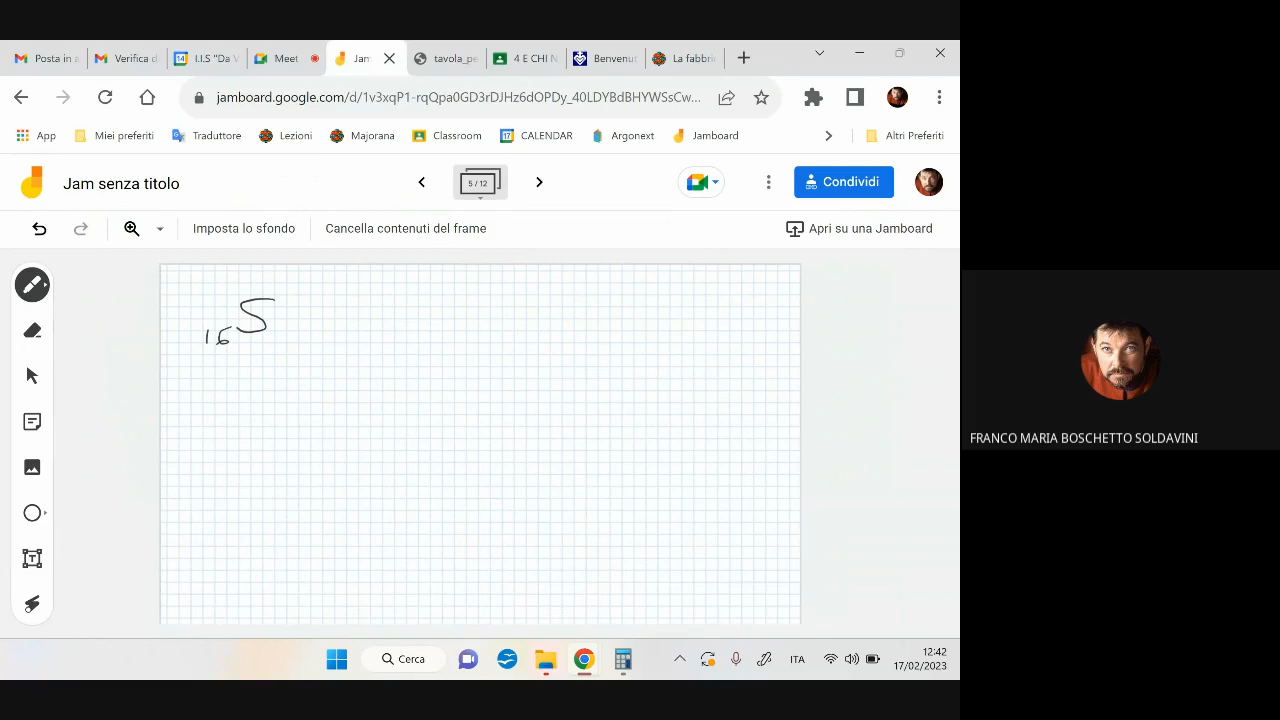 Posta in a
Verifica d
14 I.I.S "Da V
Meet
Jam
tavola_pe
4 E CHI N
Benvenut
La fabbri
jamboard.google.com/d/1v3xqP1-rqQpa0GD3rDJHz6dOPDy_40LDYBdBHYWSsCw...
App
Miei preferiti
Traduttore
Lezioni
Majorana
Classroom
17 CALENDAR
Argonext
Jamboard
Altri Preferiti
Jam senza titolo
5 / 12
Condividi
Imposta lo sfondo
Cancella contenuti del frame
Apri su una Jamboard
16 S
T
FRANCO MARIA BOSCHETTO SOLDAVINI
Cerca
ITA
12:42
17/02/2023